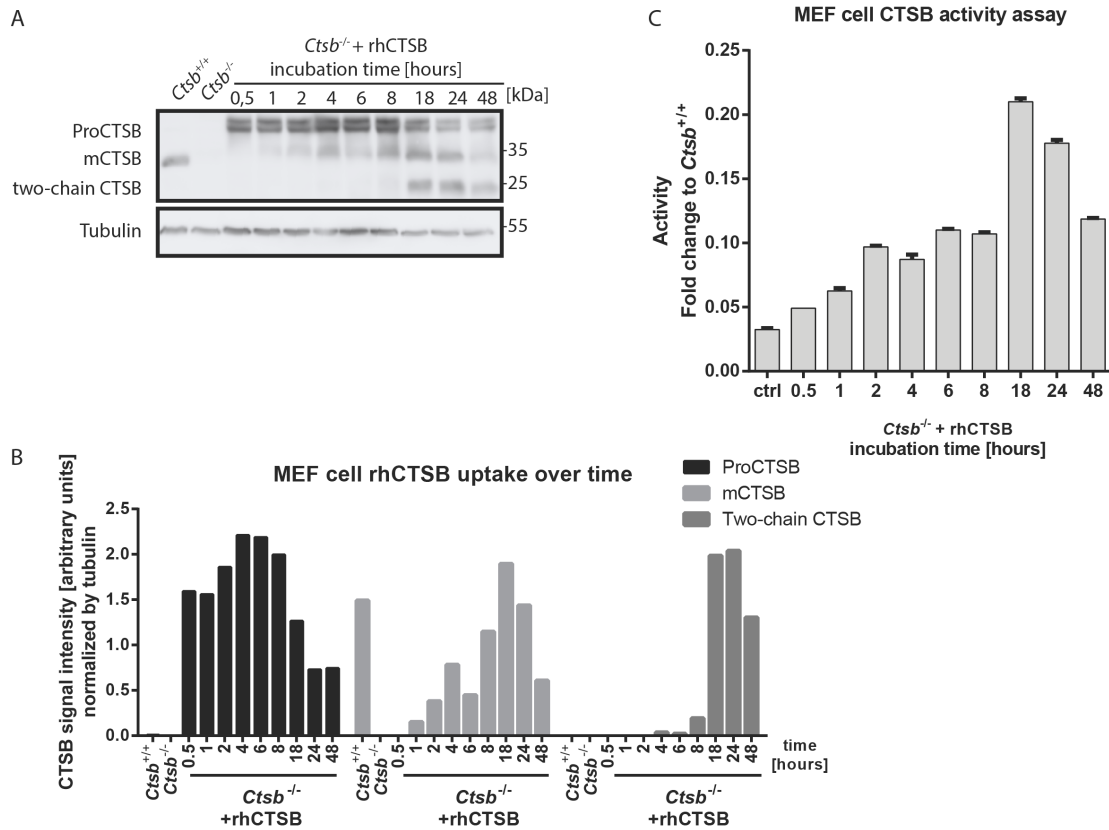 A
Ctsb-/- + rhCTSB
incubation time [hours]
Ctsb+/+ Ctsb-/- 0,5 1 2 4 6 8 18 24 48 [kDa]
ProCTSB
mCTSB
two-chain CTSB
-35
-25
Tubulin
-55
C
MEF cell CTSB activity assay
Activity
Fold change to Ctsb+/+
0.25
0.20
0.15
0.10
0.05
0.00
ctrl 0.5 1 2 4 6 8 18 24 48
Ctsb-/- + rhCTSB
incubation time [hours]
B
MEF cell rhCTSB uptake over time
ProCTSB
mCTSB
Two-chain CTSB
CTSB signal intensity [arbitrary units]
normalized by tubulin
2.5
2.0
1.5
1.0
0.5
0.0
Ctsb+/+ Ctsb-/- 0.5 1 2 4 6 8 18 24 48 Ctsb+/+ Ctsb-/- 0.5 1 2 4 6 8 18 24 48 Ctsb+/+ Ctsb-/- 0.5 1 2 4 6 8 18 24 48
time
[hours]
Ctsb-/- Ctsb-/- Ctsb-/-
+rhCTSB +rhCTSB +rhCTSB